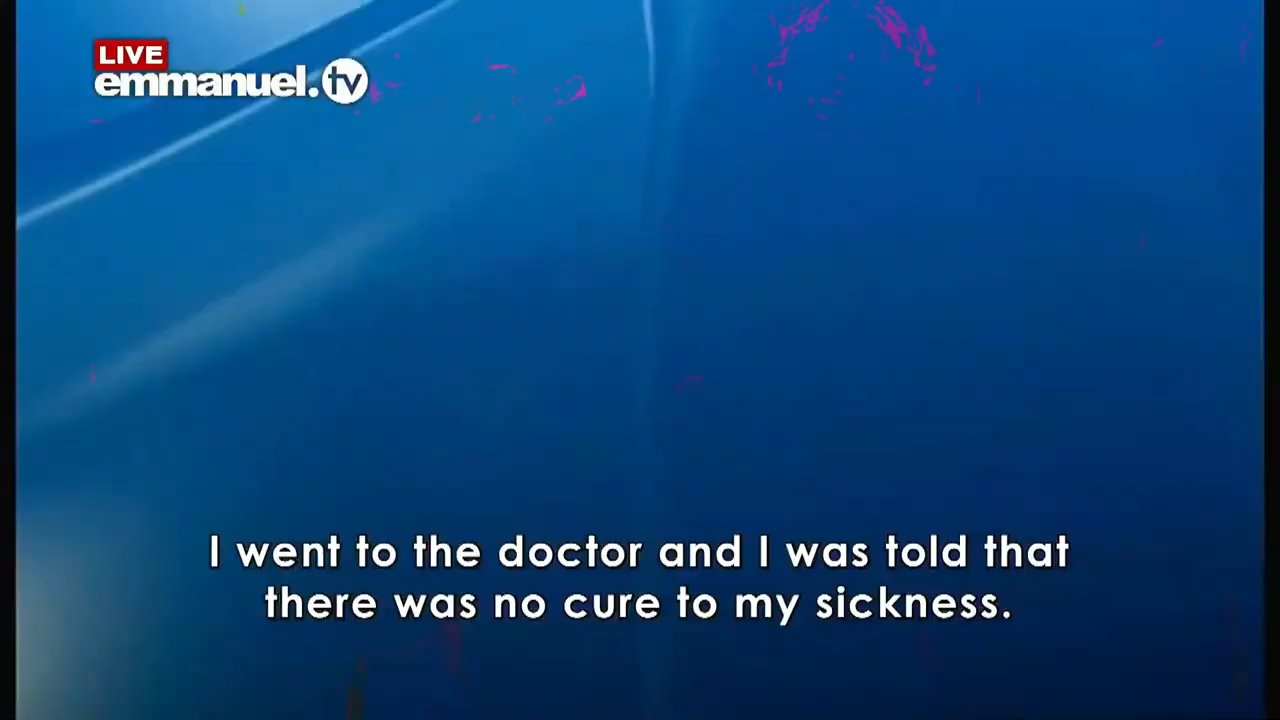 LIVE
emmanuel.tv
I went to the doctor and I was told that
there was no cure to my sickness.